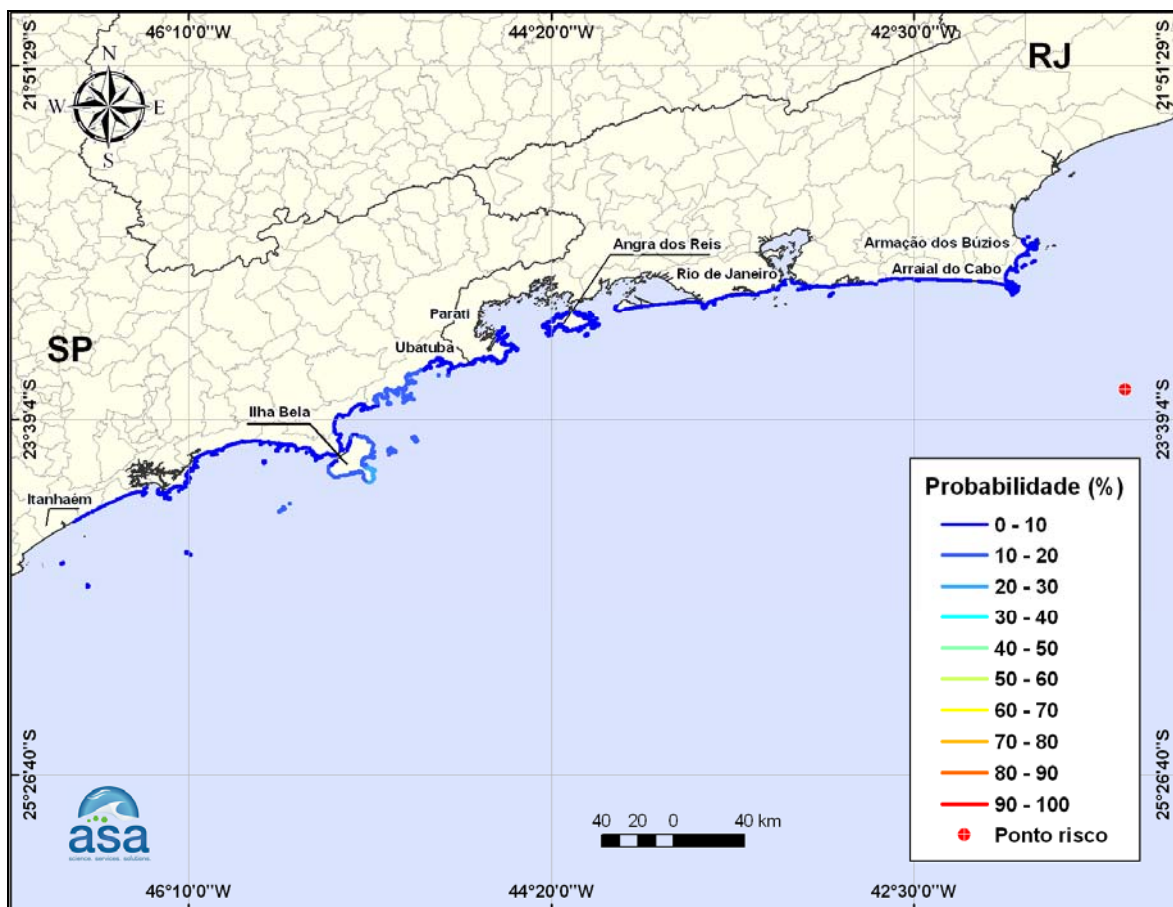 46°10'0"W
44°20'0"W
42°30'0"W
21°51'29"S
21°51'29"S
N
W
E
S
RJ
Angra dos Reis
Armação dos Búzios
Rio de Janeiro
Arraial do Cabo
Parati
SP
Ubatuba
Ilha Bela
23°39'4"S
23°39'4"S
Itanhaém
Probabilidade (%)
0 - 10
10 - 20
20 - 30
30 - 40
40 - 50
50 - 60
60 - 70
70 - 80
80 - 90
90 - 100
Ponto risco
25°26'40"S
25°26'40"S
asa
science. services. solutions.
40 20 0 40 km
46°10'0"W
44°20'0"W
42°30'0"W